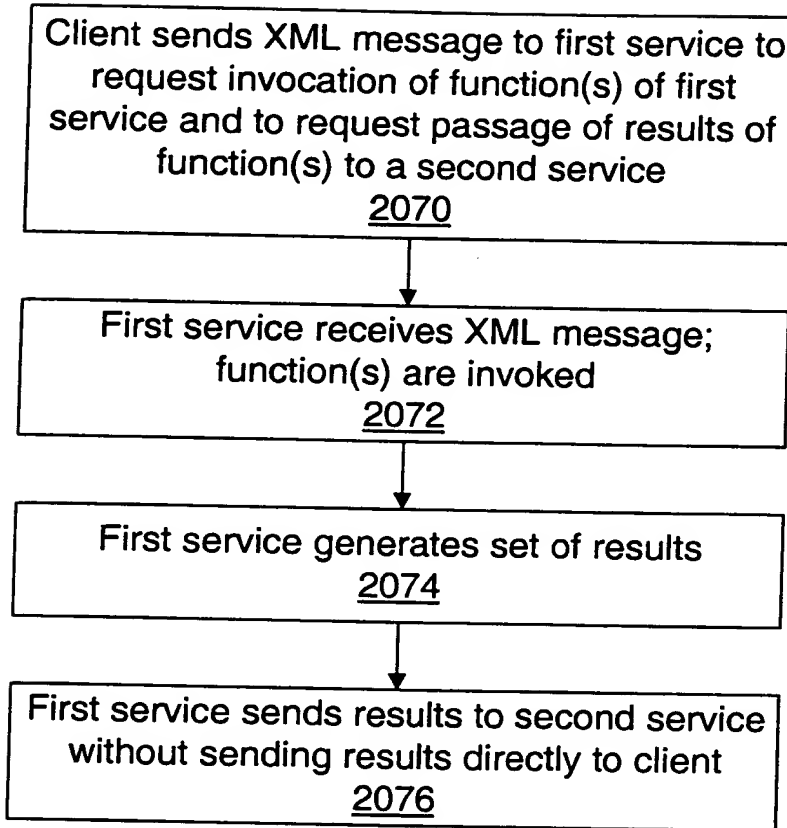 Client sends XML message to first service to
request invocation of function(s) of first
service and to request passage of results of
function(s) to a second service
2070
First service receives XML message;
function(s) are invoked
2072
First service generates set of results
2074
First service sends results to second service
without sending results directly to client
2076